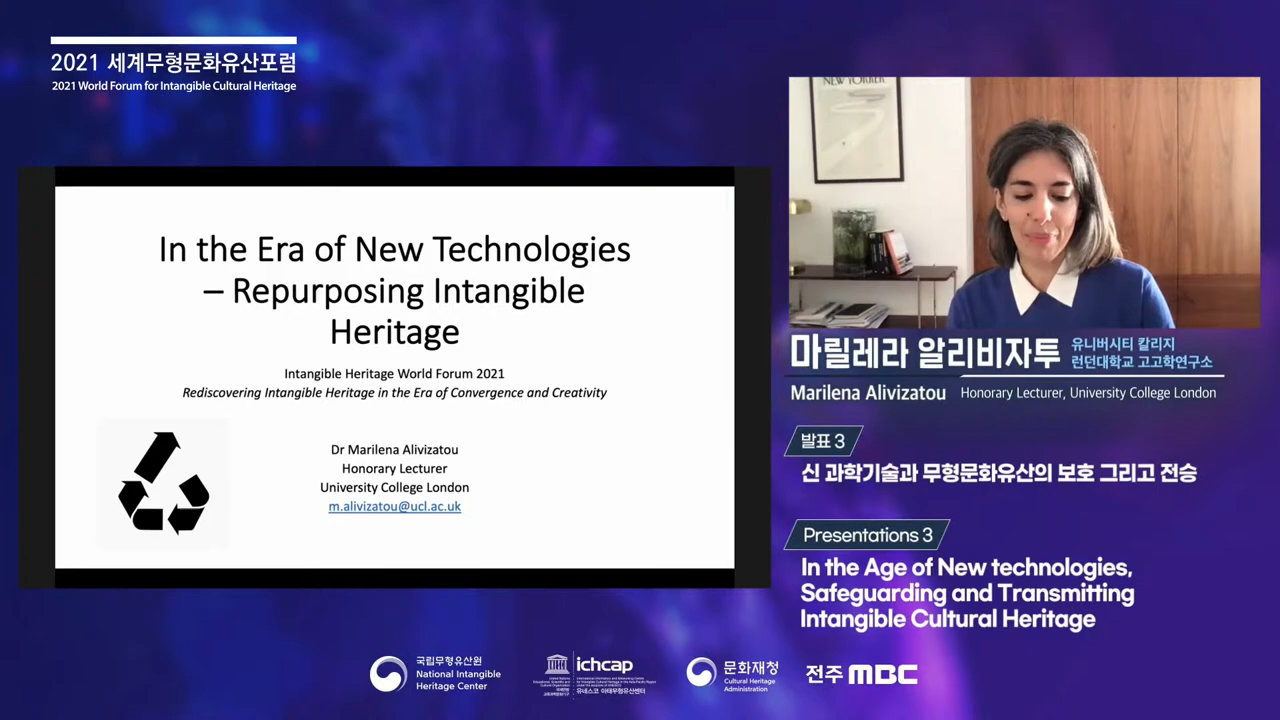 2021 세계무형문화유산포럼
2021 World Forum for Intangible Cultural Heritage
In the Era of New Technologies
– Repurposing Intangible
Heritage
Intangible Heritage World Forum 2021
Rediscovering Intangible Heritage in the Era of Convergence and Creativity
Dr Marilena Alivizatou
Honorary Lecturer
University College London
m.alivizatou@ucl.ac.uk
NEW YORKER
마릴레라 알리비자투
유니버시티 칼리지
런던대학교 고고학연구소
Marilena Alivizatou
Honorary Lecturer, University College London
발표 3
신 과학기술과 무형문화유산의 보호 그리고 전승
Presentations 3
In the Age of New technologies,
Safeguarding and Transmitting
Intangible Cultural Heritage
국립무형유산원
National Intangible
Heritage Center
ichcap
유네스코 아태무형유산센터
문화재청
Cultural Heritage
Administration
전주 MBC